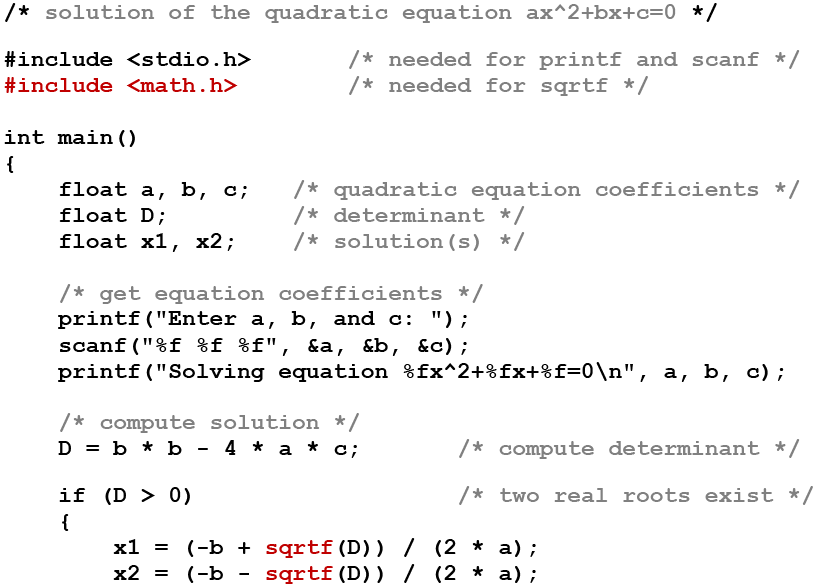 /* solution of the quadratic equation ax^2+bx+c=0 */
#include <stdio.h>       /* needed for printf and scanf */
#include <math.h>        /* needed for sqrtf */
int main()
{
    float a, b, c;   /* quadratic equation coefficients */
    float D;         /* determinant */
    float x1, x2;    /* solution(s) */
    /* get equation coefficients */
    printf("Enter a, b, and c: ");
    scanf("%f %f %f", &a, &b, &c);
    printf("Solving equation %fx^2+%fx+%f=0\n", a, b, c);
    /* compute solution */
    D = b * b - 4 * a * c;       /* compute determinant */
    if (D > 0)                   /* two real roots exist */
    {
        x1 = (-b + sqrtf(D)) / (2 * a);
        x2 = (-b - sqrtf(D)) / (2 * a);